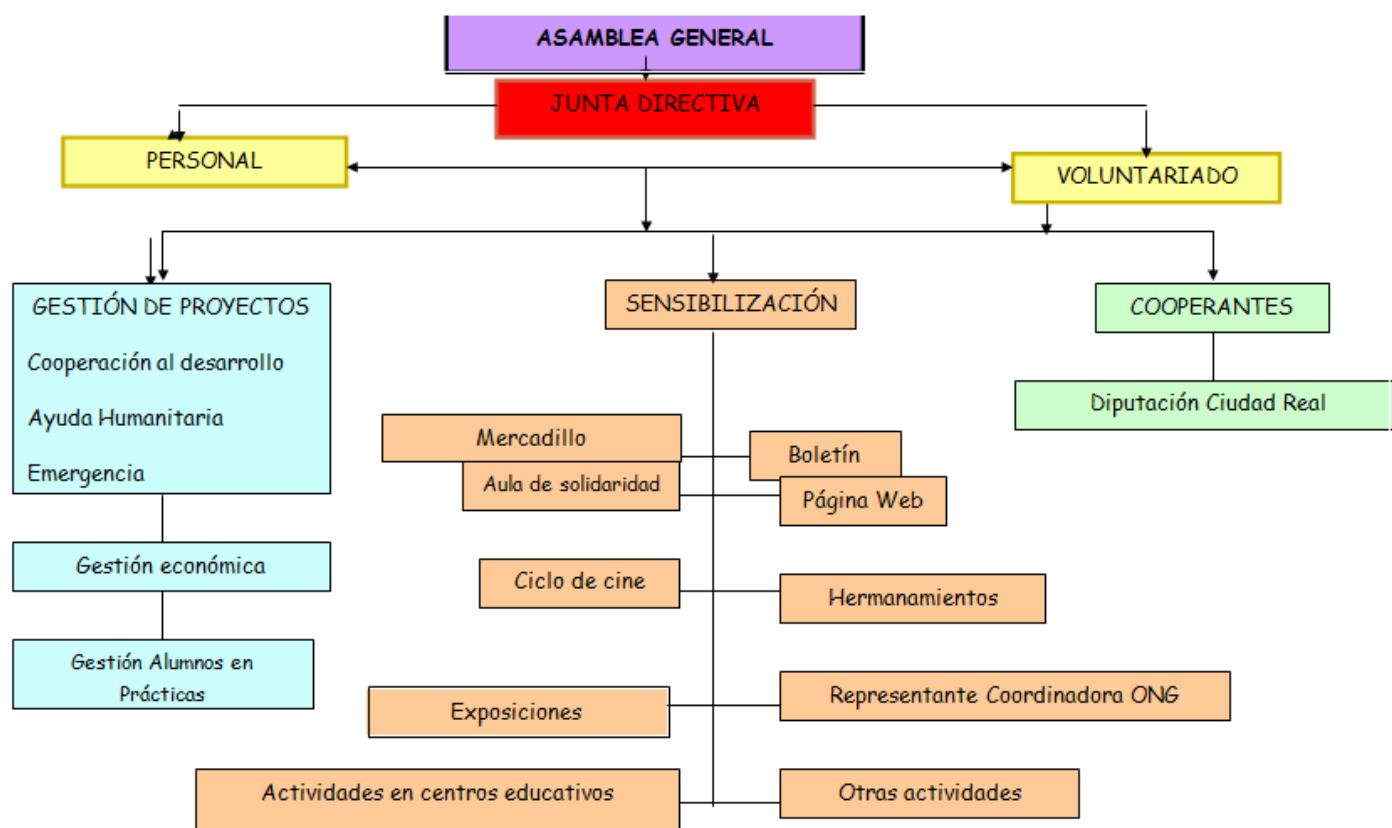 ASAMBLEA GENERAL
JUNTA DIRECTIVA
PERSONAL
VOLUNTARIADO
GESTIÓN DE PROYECTOS
Cooperación al desarrollo
Ayuda Humanitaria
Emergencia
Gestión económica
Gestión Alumnos en
Prácticas
SENSIBILIZACIÓN
Mercadillo
Boletín
Aula de solidaridad
Página Web
Ciclo de cine
Hermanamientos
Exposiciones
Representante Coordinadora ONG
Actividades en centros educativos
Otras actividades
COOPERANTES
Diputación Ciudad Real